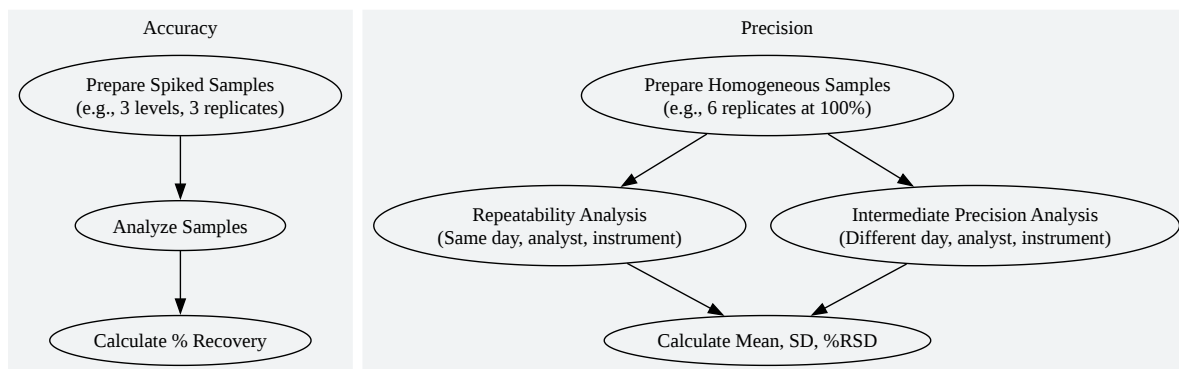 Accuracy
Prepare Spiked Samples
(e.g., 3 levels, 3 replicates)
Analyze Samples
Calculate % Recovery
Precision
Prepare Homogeneous Samples
(e.g., 6 replicates at 100%)
Repeatability Analysis
(Same day, analyst, instrument)
Intermediate Precision Analysis
(Different day, analyst, instrument)
Calculate Mean, SD, %RSD